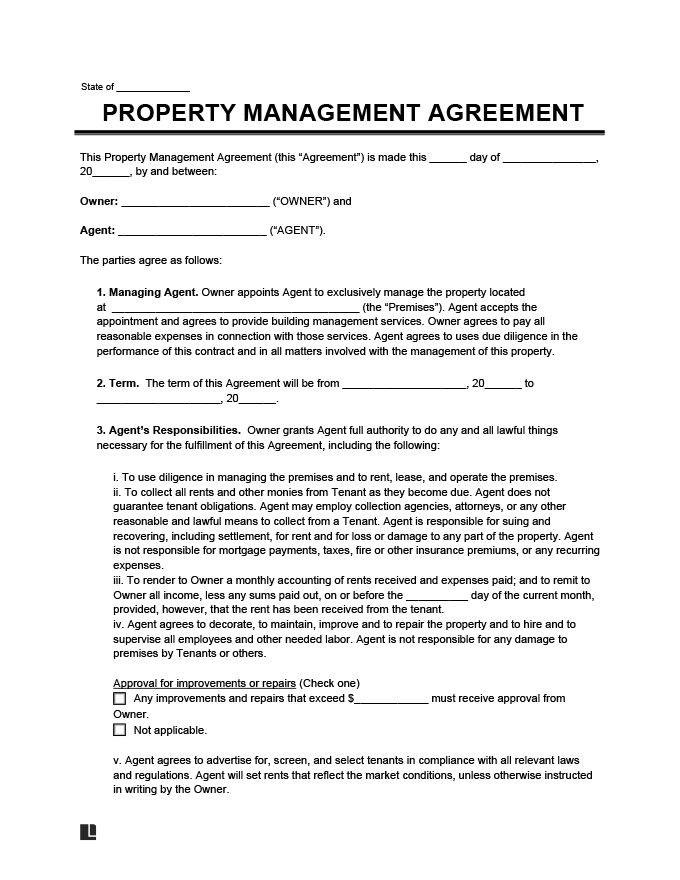 State of ______________
PROPERTY MANAGEMENT AGREEMENT
This Property Management Agreement (this “Agreement”) is made this ______ day of _______________,
20______, by and between:
Owner: ________________________ (“OWNER”) and
Agent: ________________________ (“AGENT”).
The parties agree as follows:
1. Managing Agent. Owner appoints Agent to exclusively manage the property located
at ________________________________________ (the “Premises”). Agent accepts the
appointment and agrees to provide building management services. Owner agrees to pay all
reasonable expenses in connection with those services. Agent agrees to uses due diligence in the
performance of this contract and in all matters involved with the management of this property.
2. Term. The term of this Agreement will be from ____________________, 20______ to
____________________, 20______.
3. Agent’s Responsibilities. Owner grants Agent full authority to do any and all lawful things
necessary for the fulfillment of this Agreement, including the following:
i. To use diligence in managing the premises and to rent, lease, and operate the premises.
ii. To collect all rents and other monies from Tenant as they become due. Agent does not
guarantee tenant obligations. Agent may employ collection agencies, attorneys, or any other
reasonable and lawful means to collect from a Tenant. Agent is responsible for suing and
recovering, including settlement, for rent and for loss or damage to any part of the property. Agent
is not responsible for mortgage payments, taxes, fire or other insurance premiums, or any recurring
expenses.
iii. To render to Owner a monthly accounting of rents received and expenses paid; and to remit to
Owner all income, less any sums paid out, on or before the __________ day of the current month,
provided, however, that the rent has been received from the tenant.
iv. Agent agrees to decorate, to maintain, improve and to repair the property and to hire and to
supervise all employees and other needed labor. Agent is not responsible for any damage to
premises by Tenants or others.
Approval for improvements or repairs (Check one)
☐ Any improvements and repairs that exceed $____________ must receive approval from
Owner.
☐ Not applicable.
v. Agent agrees to advertise for, screen, and select tenants in compliance with all relevant laws
and regulations. Agent will set rents that reflect the market conditions, unless otherwise instructed
in writing by the Owner.